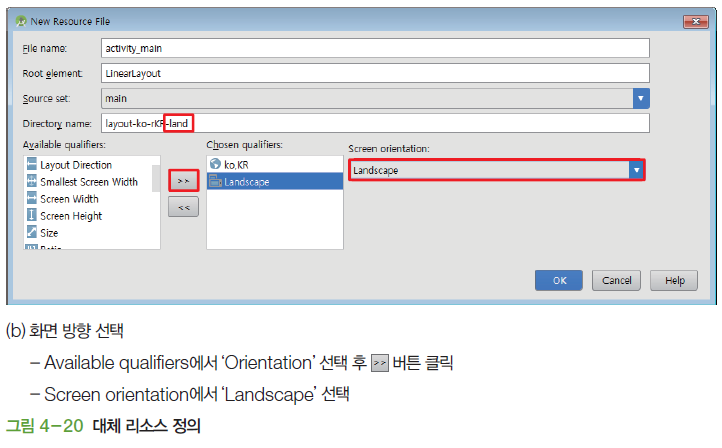 New Resource File
File name: activity_main
Root element: LinearLayout
Source set: main
Directory name: layout-ko-rKR-land
Available qualifiers: Chosen qualifiers: Screen orientation:
Layout Direction
Smallest Screen Width
Screen Width
Screen Height
Size
Ratio
>>
<<
ko,KR
Landscape
Landscape
OK Cancel Help
(b) 화면 방향 선택
– Available qualifiers에서 ‘Orientation’ 선택 후 >> 버튼 클릭
– Screen orientation에서 ‘Landscape’ 선택
그림 4-20 대체 리소스 정의